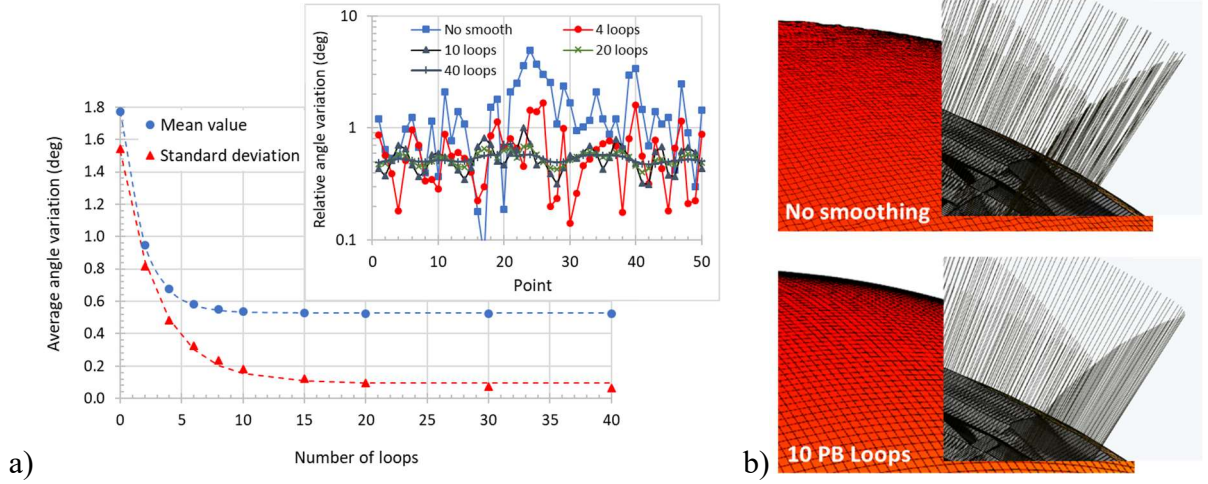 10
1
0.1
Relative angle variation (deg)
No smooth
4 loops
10 loops
20 loops
40 loops
0
10
20
30
40
50
Point
1.8
1.6
1.4
1.2
1.0
0.8
0.6
0.4
0.2
0.0
Average angle variation (deg)
Mean value
Standard deviation
0
5
10
15
20
25
30
35
40
Number of loops
a)
No smoothing
10 PB Loops
b)